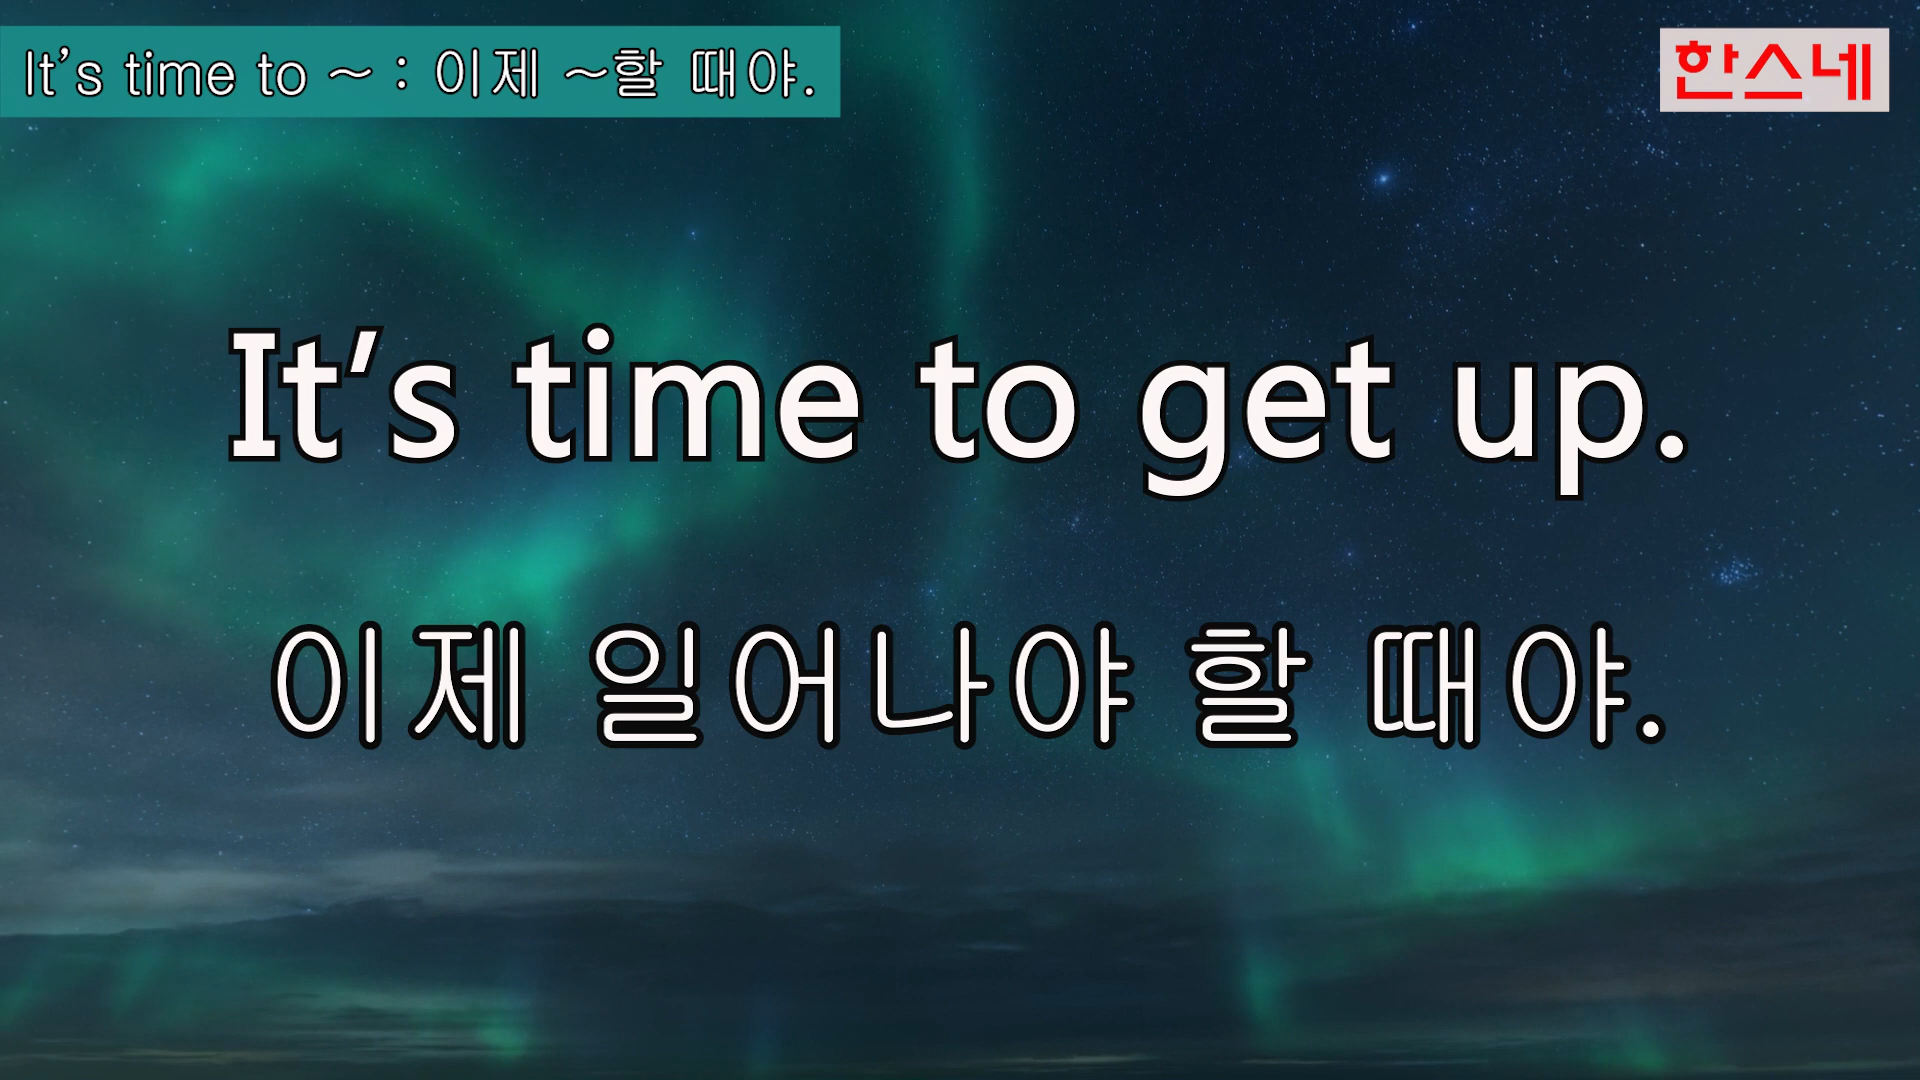 It's time to ~ : 이제 ~할 때야.
한스네
It's time to get up.
이제 일어나야 할 때야.